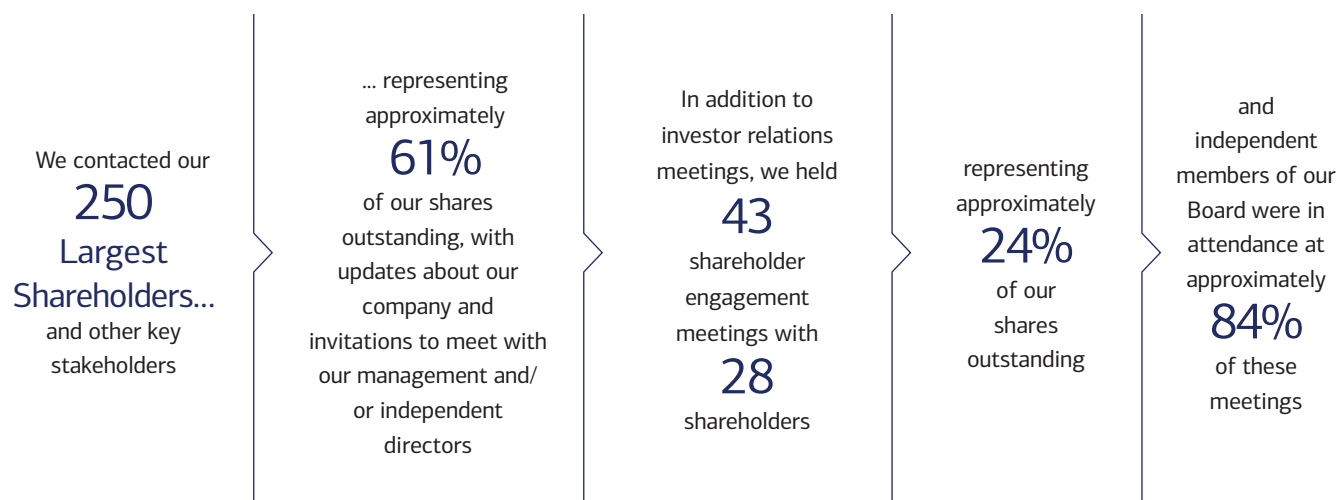 We contacted our
250
Largest
Shareholders...
and other key
stakeholders
... representing
approximately
61%
of our shares
outstanding, with
updates about our
company and
invitations to meet with
our management and/
or independent
directors
In addition to
investor relations
meetings, we held
43
shareholder
engagement
meetings with
28
shareholders
representing
approximately
24%
of our
shares
outstanding
and
independent
members of our
Board were in
attendance at
approximately
84%
of these
meetings